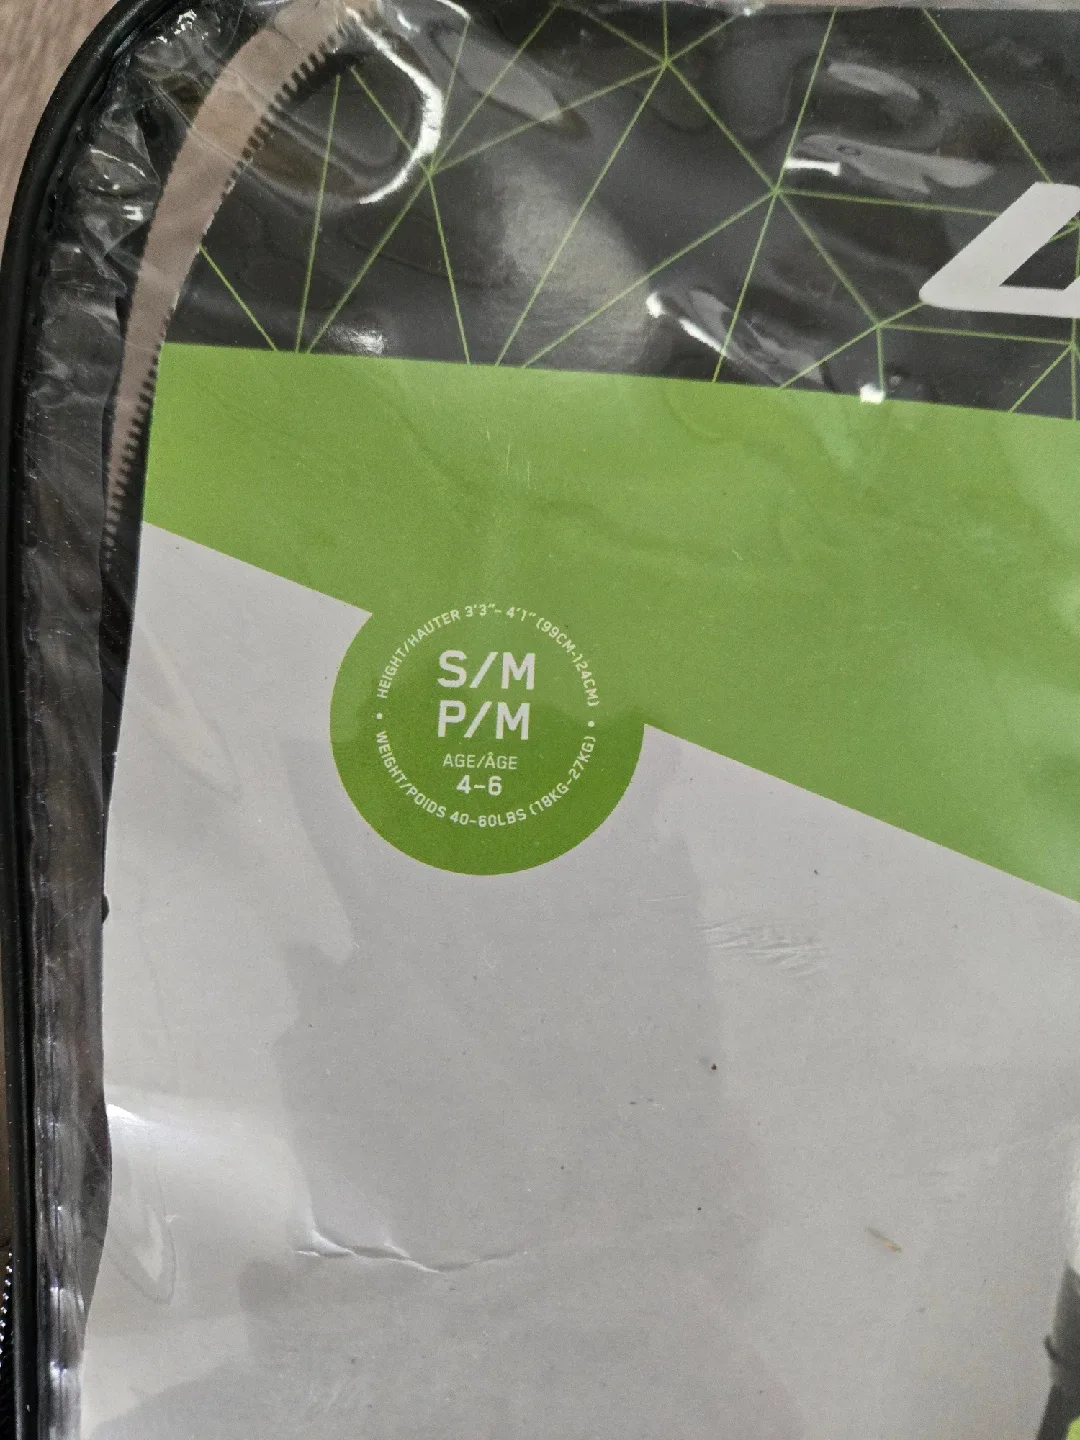 HEIGHT/HAUTER 3'3"- 4'1" (99CM-124CM)
S/M
P/M
AGE/ÂGE
4-6
WEIGHT/POIDS 40-60LBS (18KG-27KG)